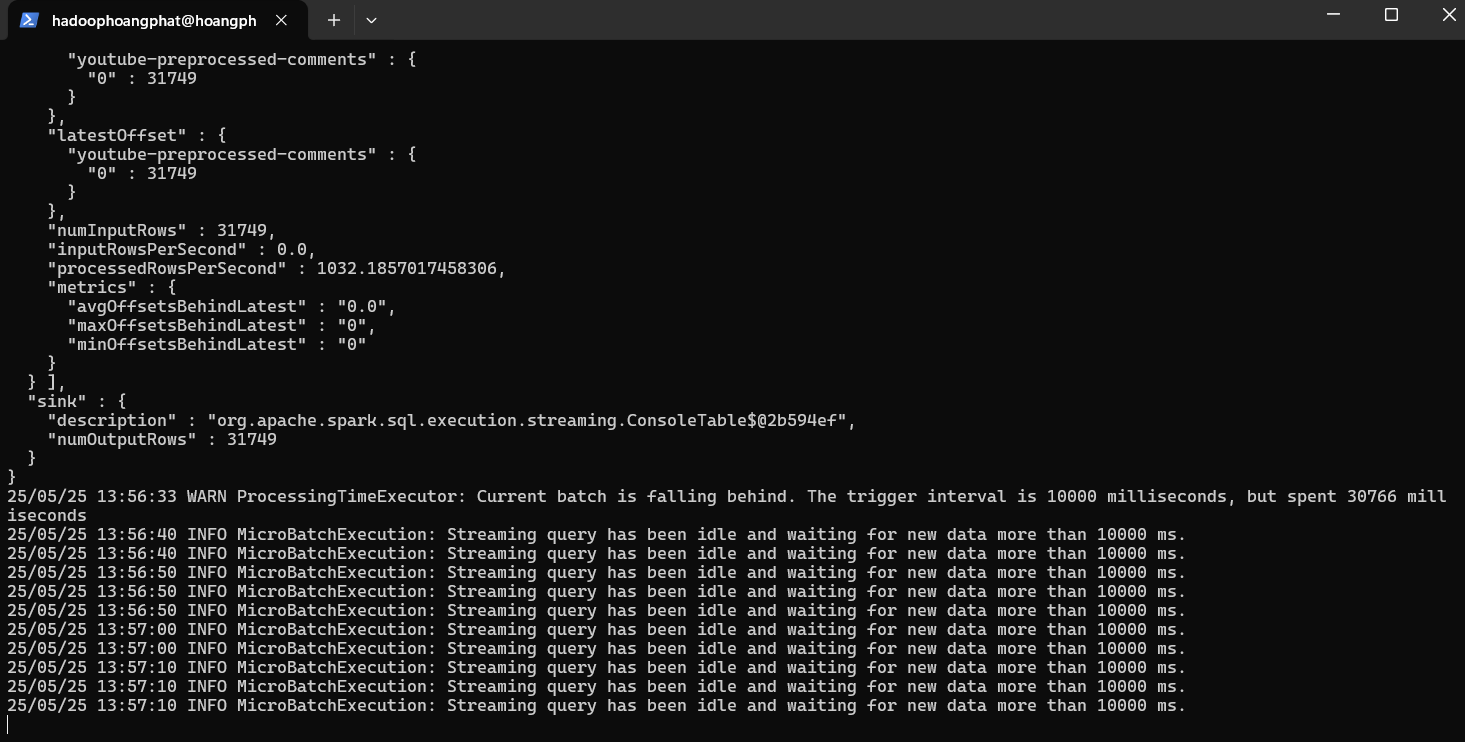 hadoophoangphat@hoangph
"youtube-preprocessed-comments" : {
"0" : 31749
}
},
"latestOffset" : {
"youtube-preprocessed-comments" : {
"0" : 31749
}
},
"numInputRows" : 31749,
"inputRowsPerSecond" : 0.0,
"processedRowsPerSecond" : 1032.1857017458306,
"metrics" : {
"avgOffsetsBehindLatest" : "0.0",
"maxOffsetsBehindLatest" : "0",
"minOffsetsBehindLatest" : "0"
}
} ],
"sink" : {
"description" : "org.apache.spark.sql.execution.streaming.ConsoleTable$@2b594ef",
"numOutputRows" : 31749
}
}
25/05/25 13:56:33 WARN ProcessingTimeExecutor: Current batch is falling behind. The trigger interval is 10000 milliseconds, but spent 30766 mill
iseconds
25/05/25 13:56:40 INFO MicroBatchExecution: Streaming query has been idle and waiting for new data more than 10000 ms.
25/05/25 13:56:40 INFO MicroBatchExecution: Streaming query has been idle and waiting for new data more than 10000 ms.
25/05/25 13:56:50 INFO MicroBatchExecution: Streaming query has been idle and waiting for new data more than 10000 ms.
25/05/25 13:56:50 INFO MicroBatchExecution: Streaming query has been idle and waiting for new data more than 10000 ms.
25/05/25 13:56:50 INFO MicroBatchExecution: Streaming query has been idle and waiting for new data more than 10000 ms.
25/05/25 13:57:00 INFO MicroBatchExecution: Streaming query has been idle and waiting for new data more than 10000 ms.
25/05/25 13:57:00 INFO MicroBatchExecution: Streaming query has been idle and waiting for new data more than 10000 ms.
25/05/25 13:57:10 INFO MicroBatchExecution: Streaming query has been idle and waiting for new data more than 10000 ms.
25/05/25 13:57:10 INFO MicroBatchExecution: Streaming query has been idle and waiting for new data more than 10000 ms.
25/05/25 13:57:10 INFO MicroBatchExecution: Streaming query has been idle and waiting for new data more than 10000 ms.